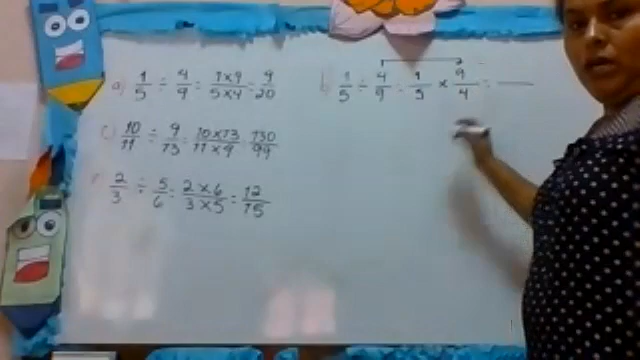 a) 1/5 ÷ 4/9 = 1×9/5×4 = 9/20
b) 1/5 ÷ 4/9 = 1/5 × 9/4 = —
c) 10/11 ÷ 9/13 = 10×13/11×9 = 130/99
2/3 ÷ 5/6 = 2×6/3×5 = 12/15